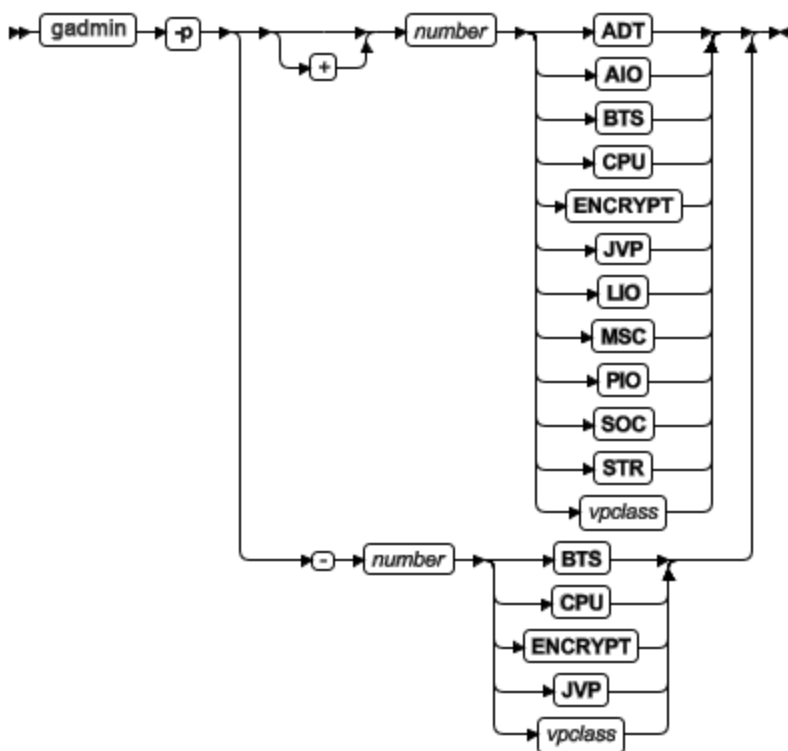 gadmin -p + number ADT
AIO
BTS
CPU
ENCRYPT
JVP
LIO
MSC
PIO
SOC
STR
vpclass
- number BTS
CPU
ENCRYPT
JVP
vpclass